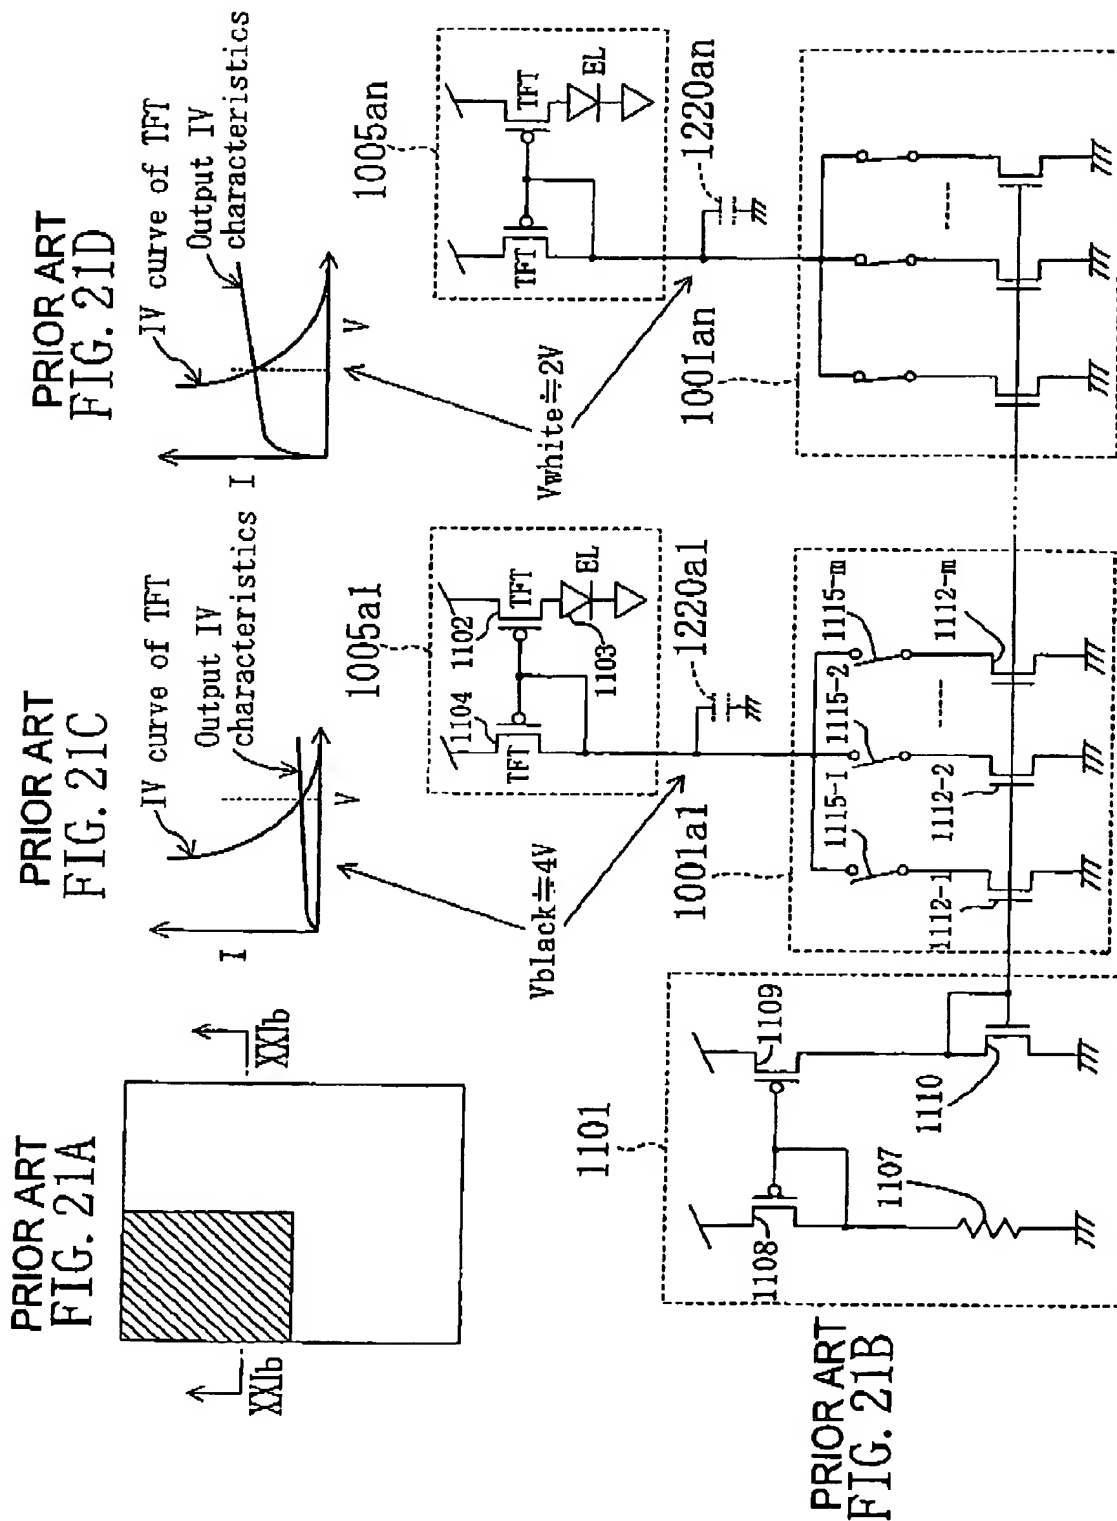 PRIOR ART
FIG. 21A
XXIb
XXIb
PRIOR ART
FIG. 21C
IV curve of TFT
Output IV
characteristics
I
V
PRIOR ART
FIG. 21D
IV curve of TFT
Output IV
characteristics
I
V
Vblack≒4V
Vwhite≒2V
PRIOR ART
FIG. 21B
1101
1108
1109
1107
1110
1005a1
1104
TFT
1102
TFT
EL
1103
1220a1
1001a1
1115-1
1115-2
1115-m
1112-1
1112-2
1112-m
1005an
TFT
TFT
EL
1220an
1001an